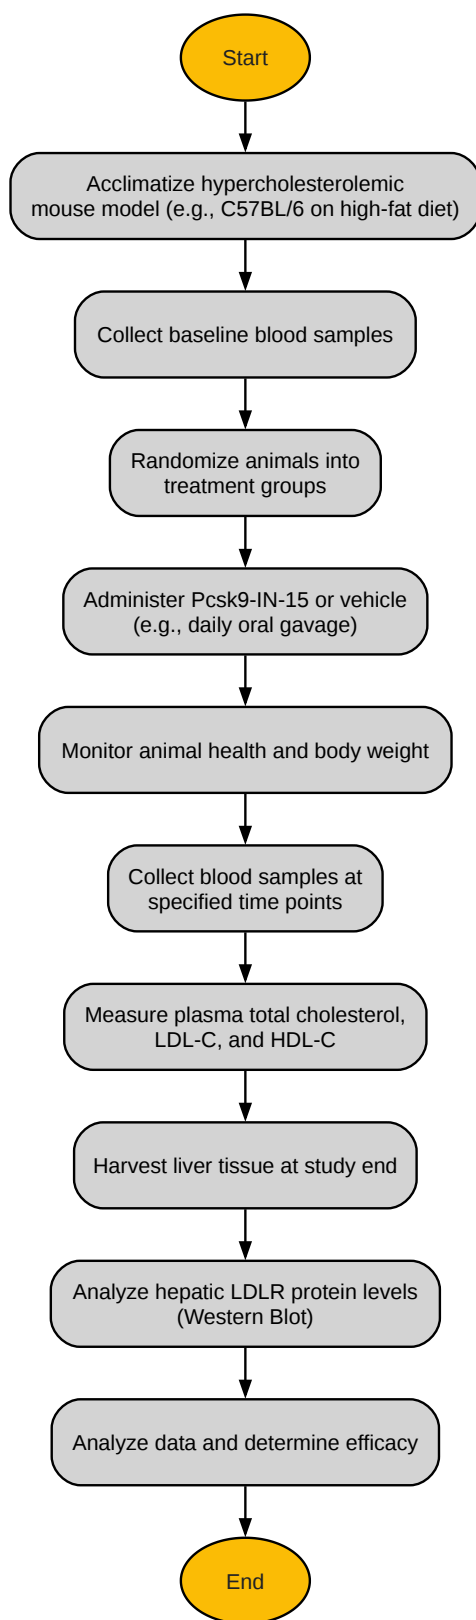 Start
Acclimatize hypercholesterolemic
mouse model (e.g., C57BL/6 on high-fat diet)
Collect baseline blood samples
Randomize animals into
treatment groups
Administer Pcsk9-IN-15 or vehicle
(e.g., daily oral gavage)
Monitor animal health and body weight
Collect blood samples at
specified time points
Measure plasma total cholesterol,
LDL-C, and HDL-C
Harvest liver tissue at study end
Analyze hepatic LDLR protein levels
(Western Blot)
Analyze data and determine efficacy
End